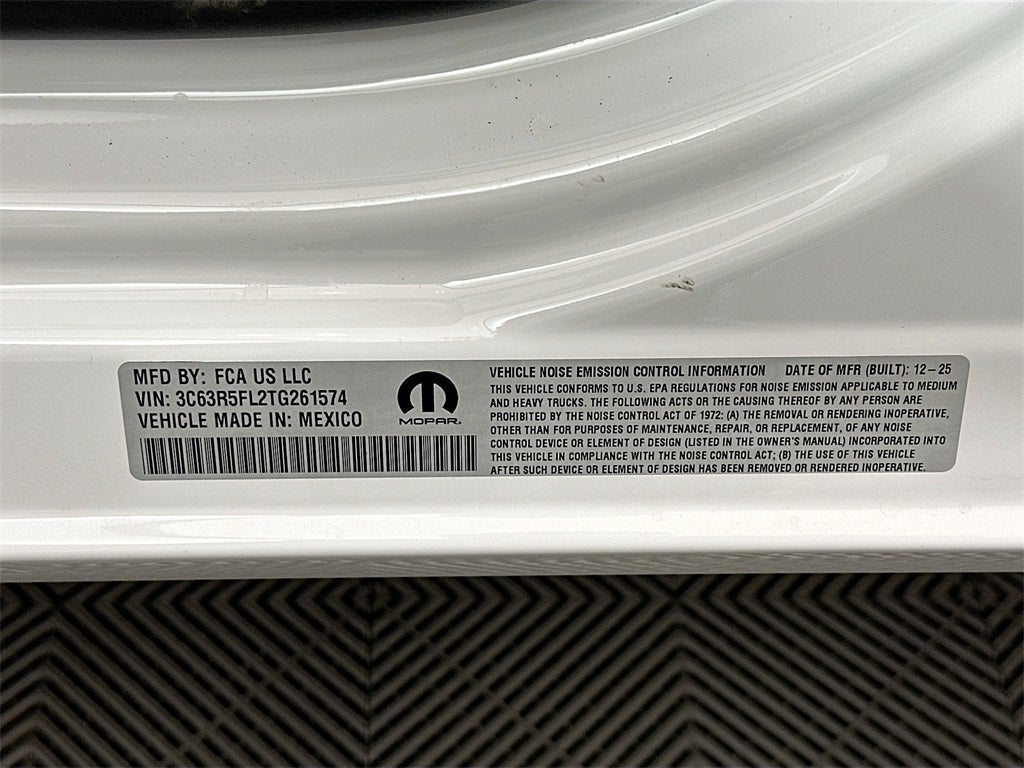 MFD BY: FCA US LLC
VIN: 3C63R5FL2TG261574
VEHICLE MADE IN: MEXICO
MOPAR.
VEHICLE NOISE EMISSION CONTROL INFORMATION DATE OF MFR (BUILT): 12-25
THIS VEHICLE CONFORMS TO U.S. EPA REGULATIONS FOR NOISE EMISSION APPLICABLE TO MEDIUM
AND HEAVY TRUCKS. THE FOLLOWING ACTS OR THE CAUSING THEREOF BY ANY PERSON ARE
PROHIBITED BY THE NOISE CONTROL ACT OF 1972: (A) THE REMOVAL OR RENDERING INOPERATIVE,
OTHER THAN FOR PURPOSES OF MAINTENANCE, REPAIR, OR REPLACEMENT, OF ANY NOISE
CONTROL DEVICE OR ELEMENT OF DESIGN (LISTED IN THE OWNER'S MANUAL) INCORPORATED INTO
THIS VEHICLE IN COMPLIANCE WITH THE NOISE CONTROL ACT; (B) THE USE OF THIS VEHICLE
AFTER SUCH DEVICE OR ELEMENT OF DESIGN HAS BEEN REMOVED OR RENDERED INOPERATIVE.